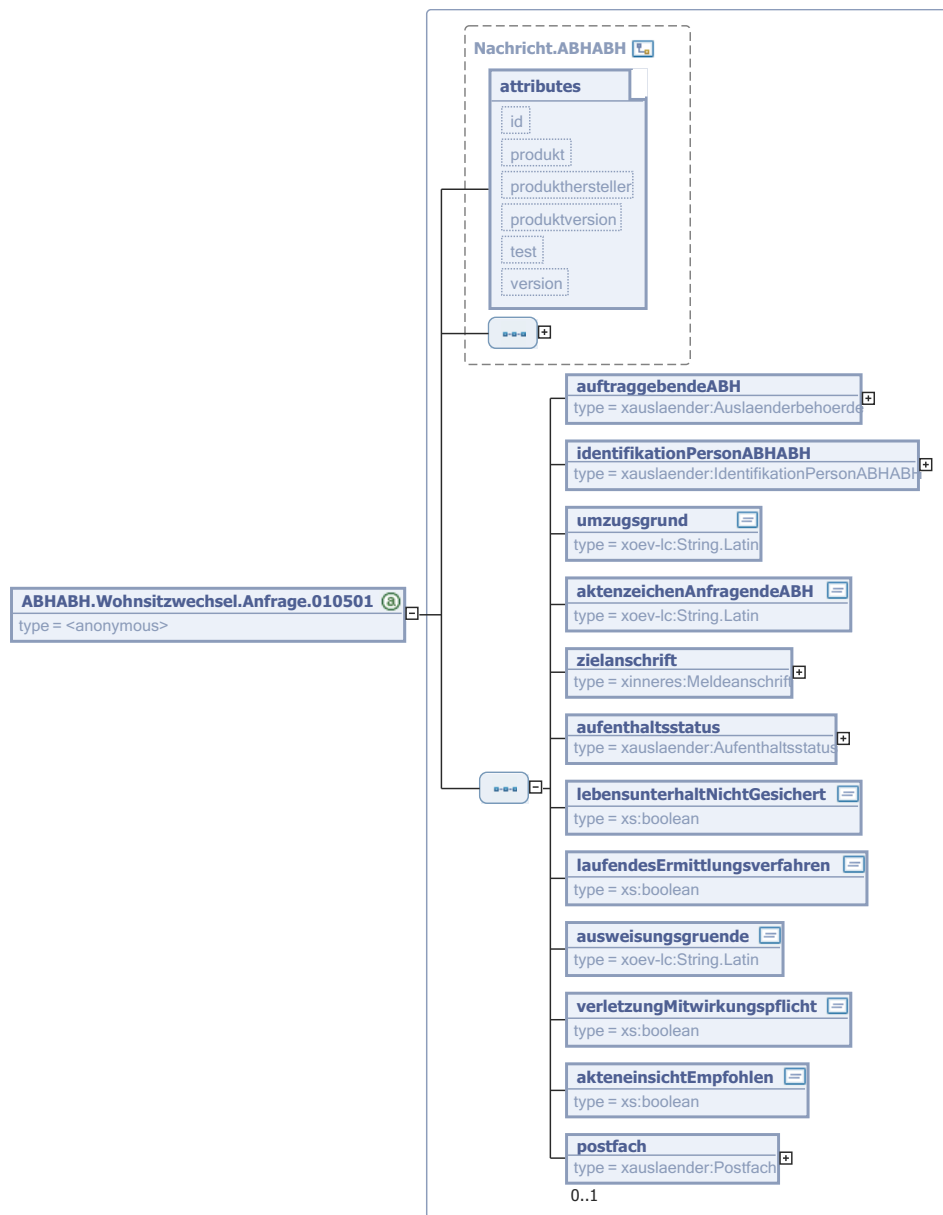 Nachricht.ABHABH
attributes
id
produkt
produkthersteller
produktversion
test
version
auftraggebendeABH
type = xauslaender:Auslaenderbehoerde
identifikationPersonABHABH
type = xauslaender:IdentifikationPersonABHABH
umzugsgrund
type = xoev-lc:String.Latin
aktenzeichenAnfragendeABH
type = xoev-lc:String.Latin
ABHABH.Wohnsitzwechsel.Anfrage.010501
type = <anonymous>
zielanschrift
type = xinneres:Meldeanschrift
aufenthaltsstatus
type = xauslaender:Aufenthaltsstatus
lebensunterhaltNichtGesichert
type = xs:boolean
laufendesErmittlungsverfahren
type = xs:boolean
ausweisungsgruende
type = xoev-lc:String.Latin
verletzungMitwirkungspflicht
type = xs:boolean
akteneinsichtEmpfohlen
type = xs:boolean
postfach
type = xauslaender:Postfach
0..1